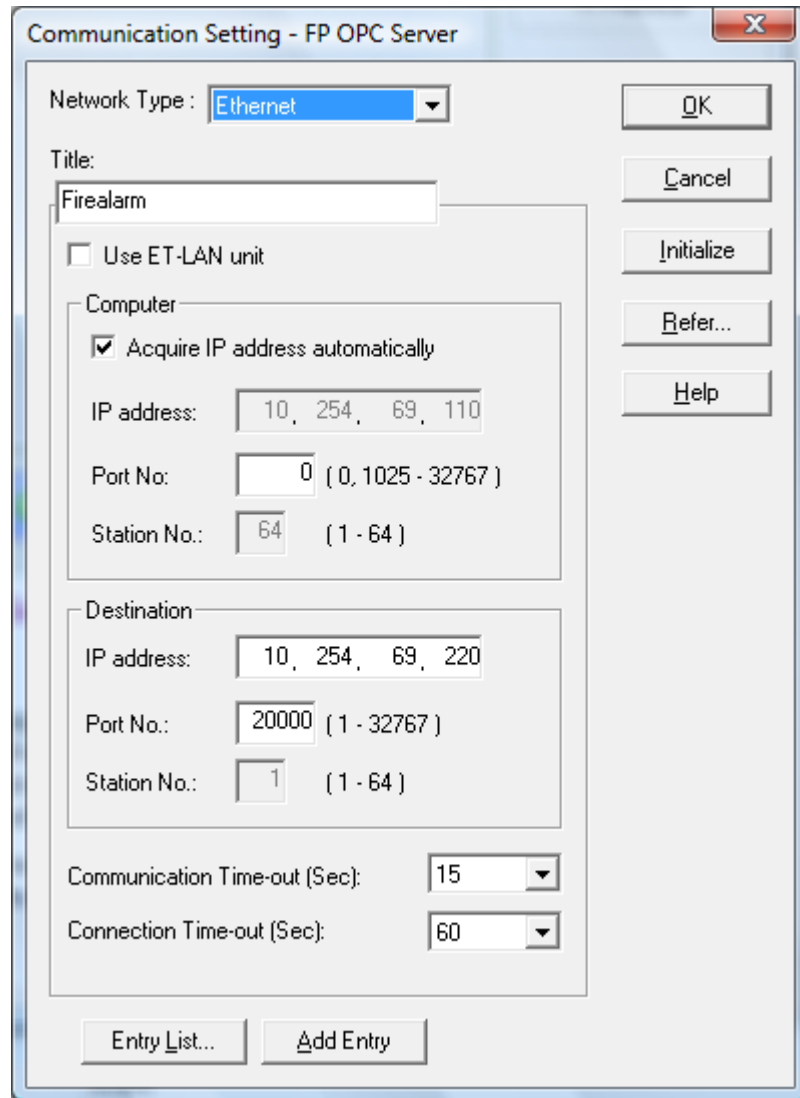 Communication Setting - FP OPC Server
Network Type : Ethernet
OK
Title:
Cancel
Firealarm
Use ET-LAN unit
Initialize
Computer
Refer...
Acquire IP address automatically
IP address: 10, 254, 69, 110
Help
Port No: 0 ( 0, 1025 - 32767 )
Station No.: 64 ( 1 - 64 )
Destination
IP address: 10, 254, 69, 220
Port No.: 20000 ( 1 - 32767 )
Station No.: 1 ( 1 - 64 )
Communication Time-out (Sec): 15
Connection Time-out (Sec): 60
Entry List... Add Entry